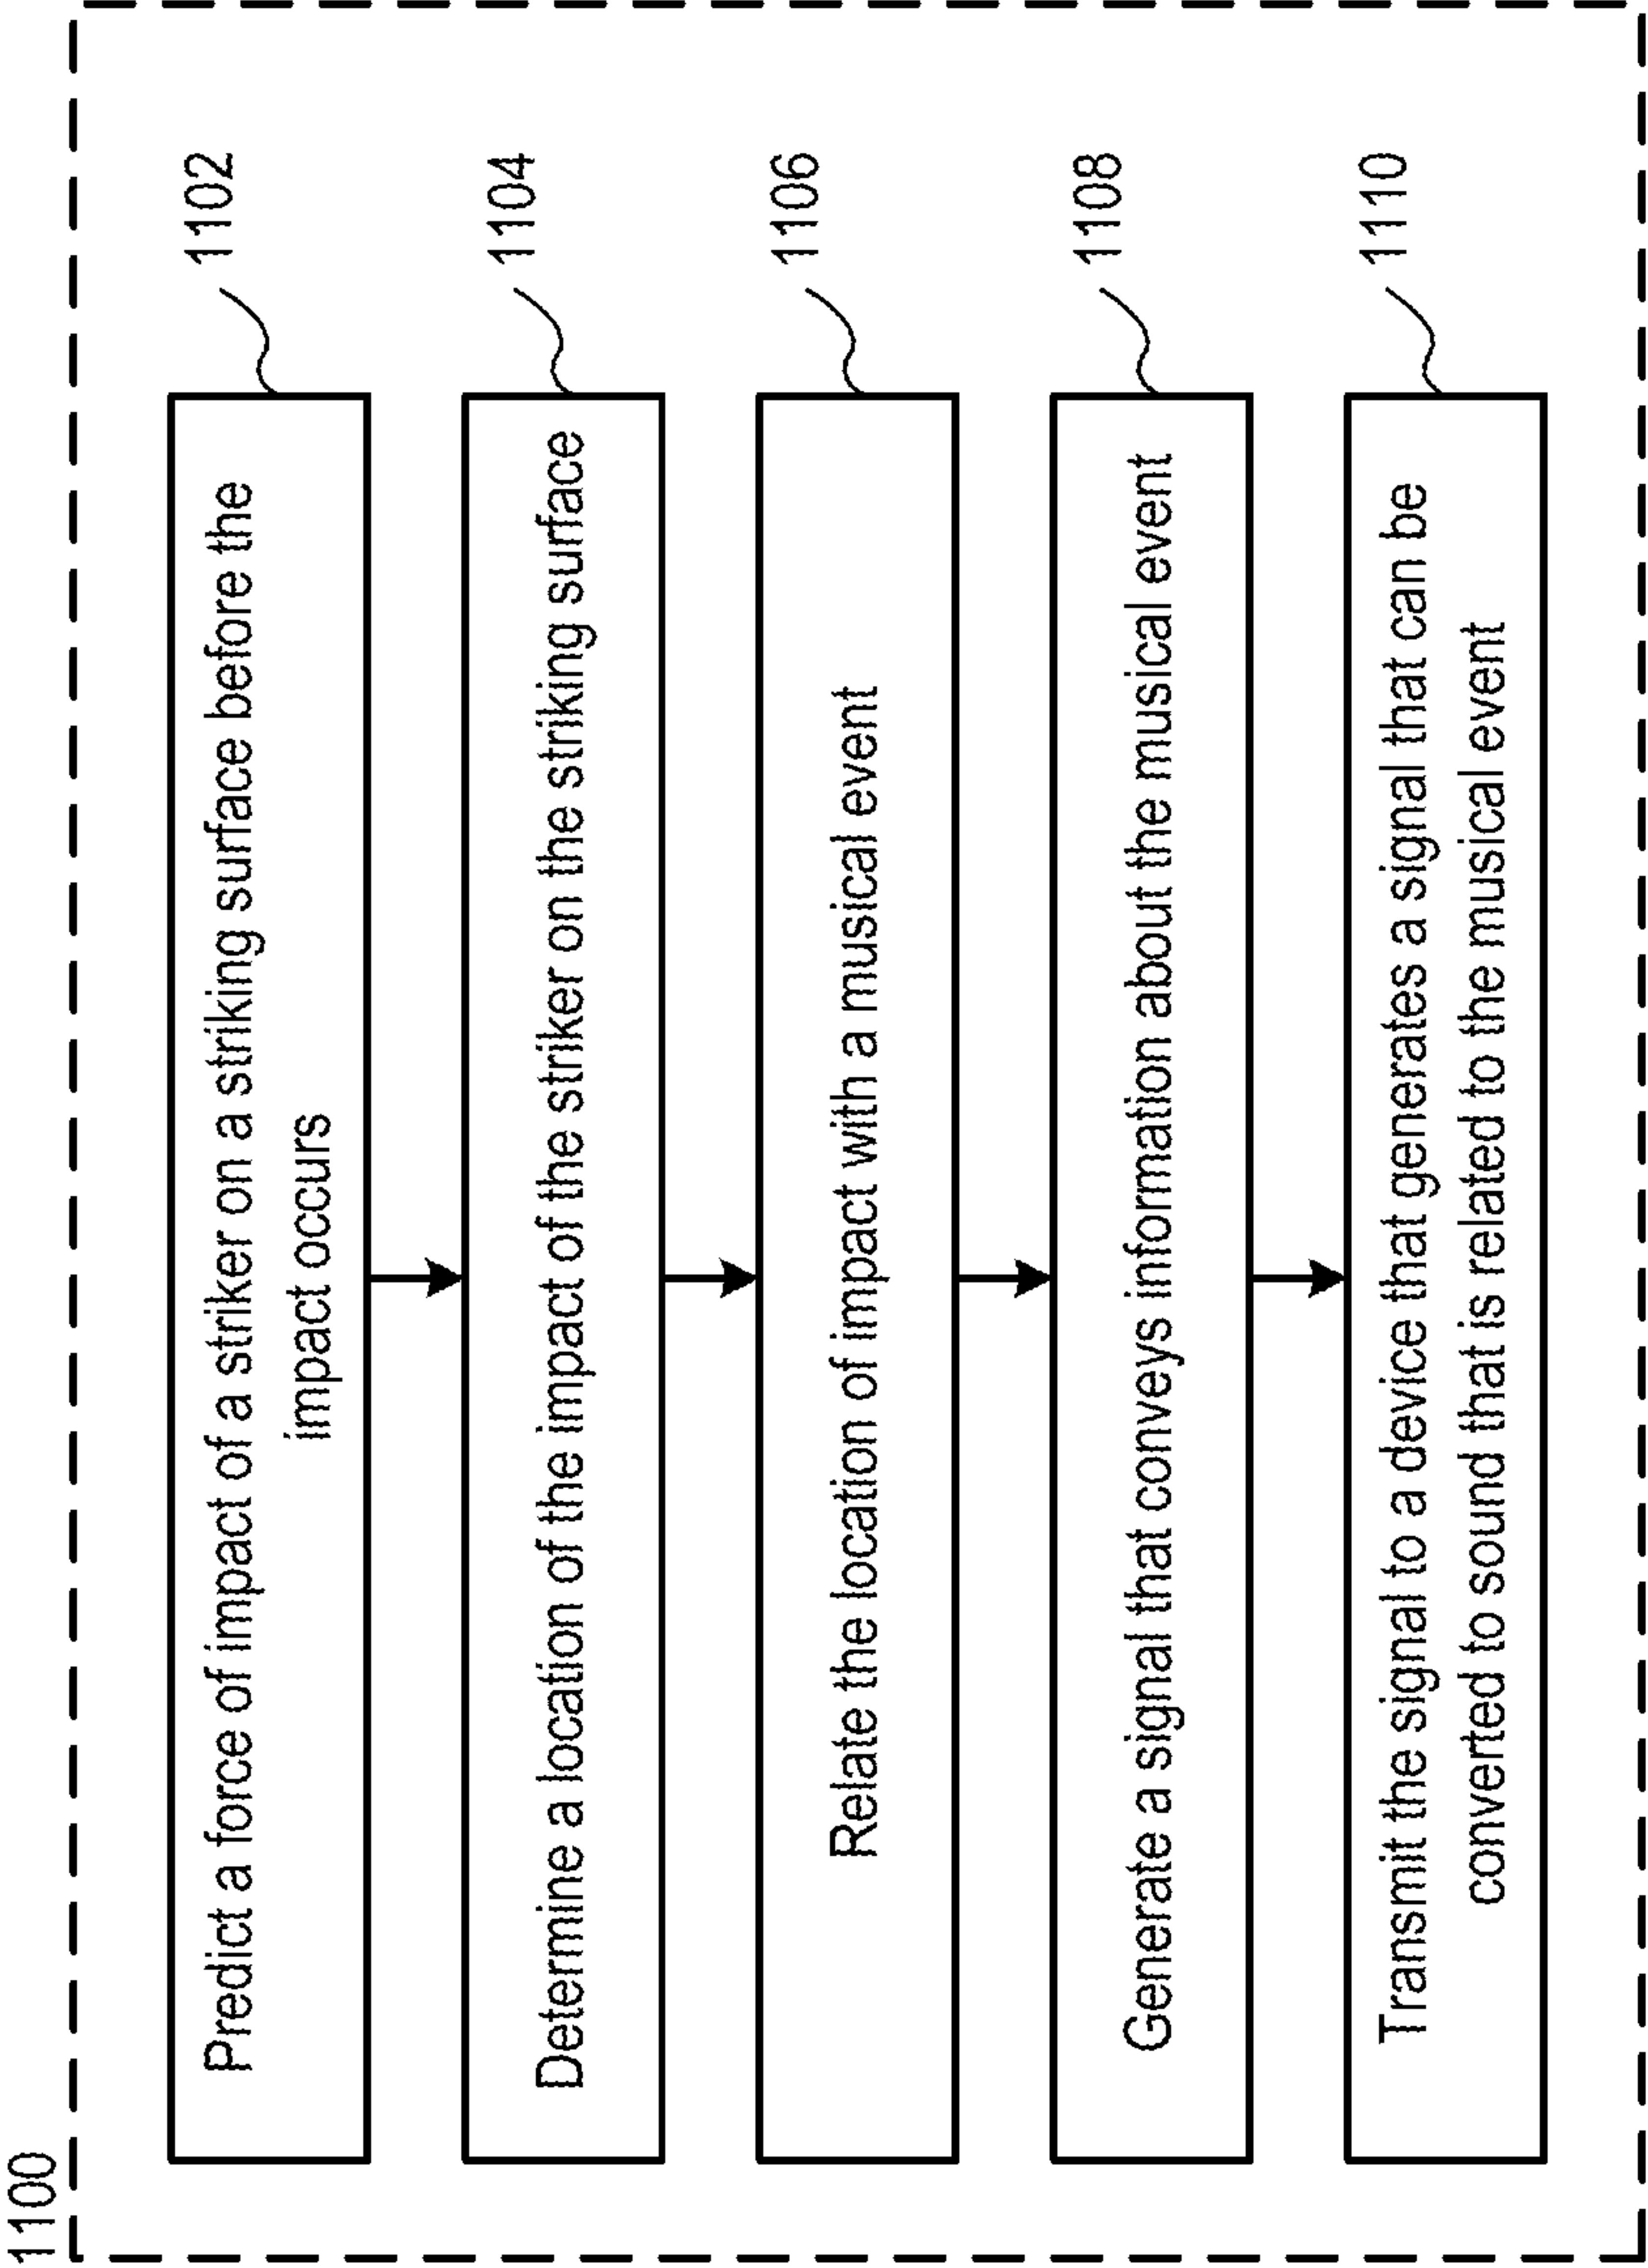 1100
Predict a force of impact of a striker on a striking surface before the
impact occurs
1102
Determine a location of the impact of the striker on the striking surface
1104
Relate the location of impact with a musical event
1106
Generate a signal that conveys information about the musical event
1108
Transmit the signal to a device that generates a signal that can be
converted to sound that is related to the musical event
1110